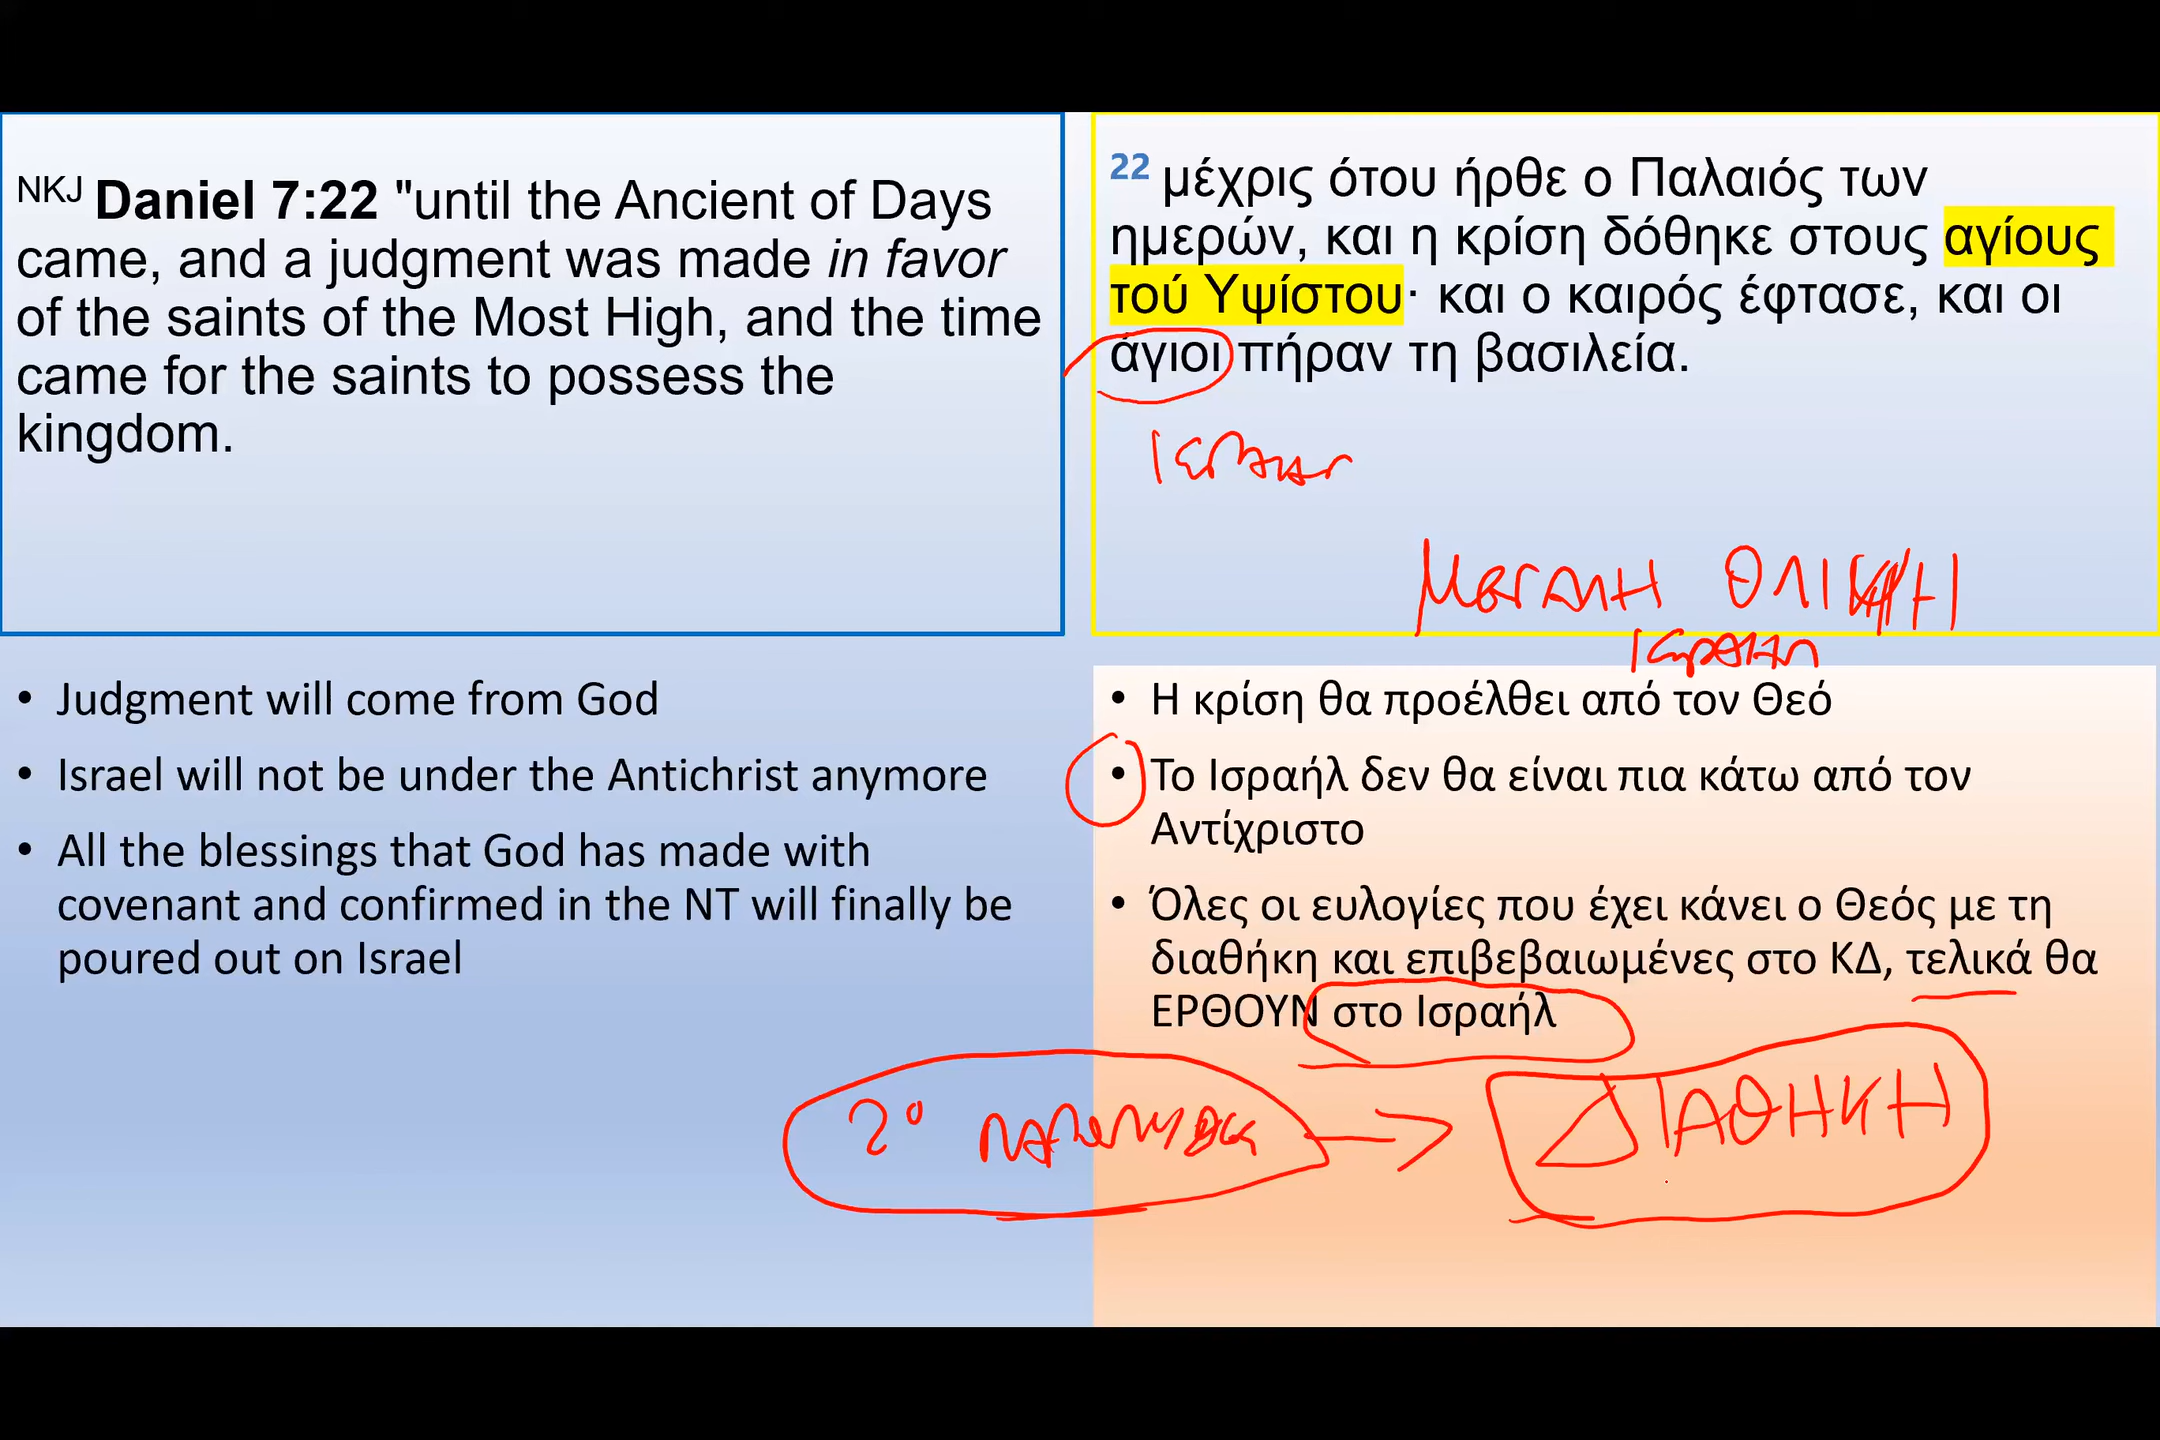 NKJ Daniel 7:22 "until the Ancient of Days
came, and a judgment was made in favor
of the saints of the Most High, and the time
came for the saints to possess the
kingdom.
22 μέχρις ότου ήρθε ο Παλαιός των
ημερών, και η κρίση δόθηκε στους αγίους
τού Υψίστου· και ο καιρός έφτασε, και οι
άγιοι πήραν τη βασιλεία.
ΜΕΓΑΛΗ
• Judgment will come from God
• Israel will not be under the Antichrist anymore
• All the blessings that God has made with
covenant and confirmed in the NT will finally be
poured out on Israel
• Η κρίση θα προέλθει από τον Θεό
• Το Ισραήλ δεν θα είναι πια κάτω από τον
Αντίχριστο
• Όλες οι ευλογίες που έχει κάνει ο Θεός με τη
διαθήκη και επιβεβαιωμένες στο ΚΔ, τελικά θα
ΕΡΘΟΥΝ στο Ισραήλ
2º
ΔΙΑΘΗΚΗ